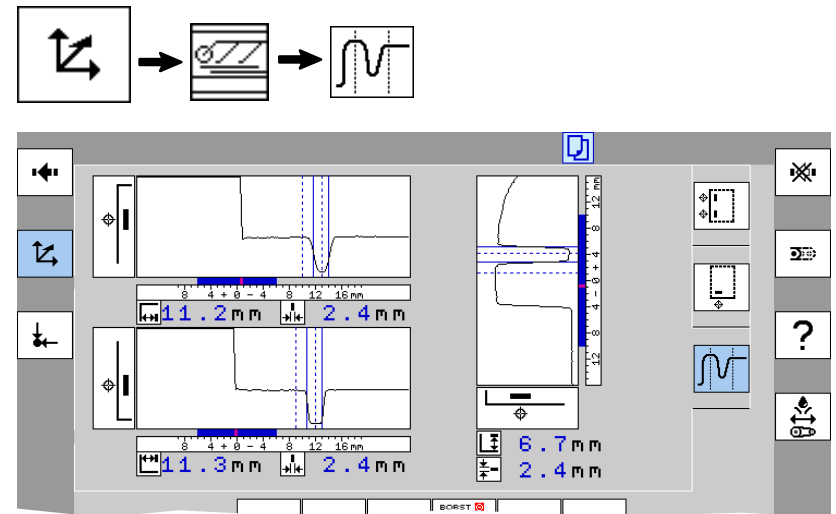 8 4 + 0 - 4 8 12 16mm
11.2mm 2.4mm
8 4 + 0 - 4 8 12 16mm
11.3mm 2.4mm
12 8 4 + 0 - 4 8 12 mm
6.7mm
2.4mm
?
BORST